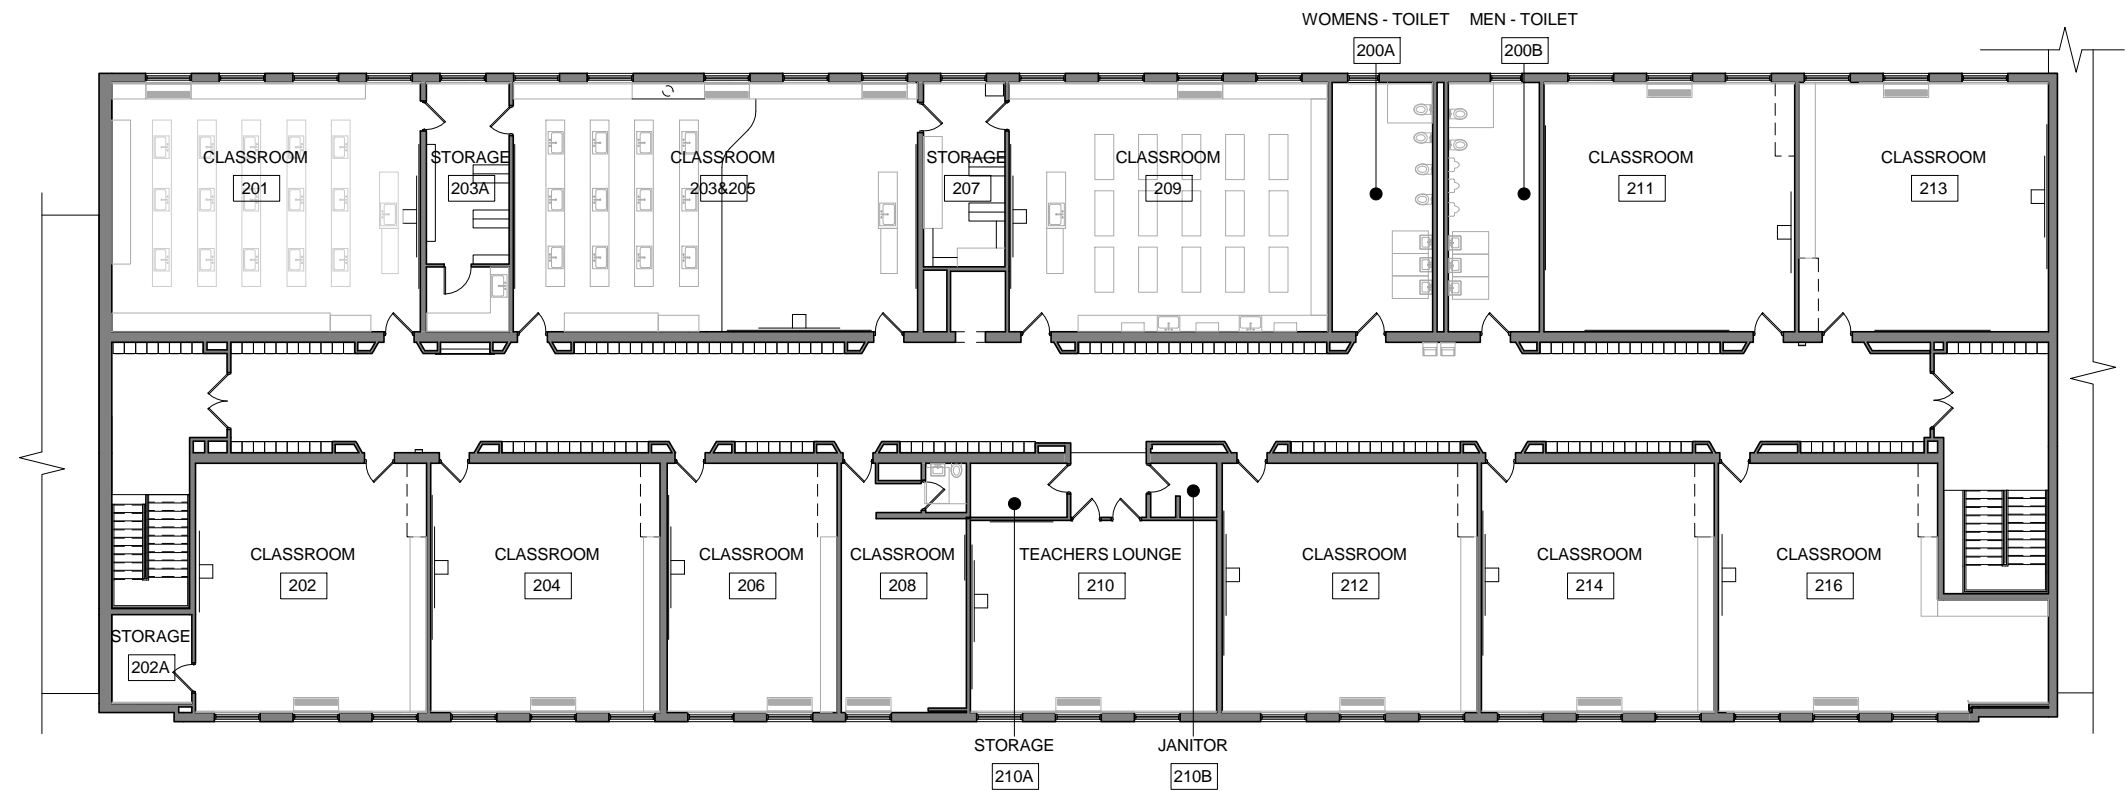 WOMENS - TOILET
200A
MEN - TOILET
200B
CLASSROOM
201
STORAGE
203A
CLASSROOM
203&205
STORAGE
207
CLASSROOM
209
CLASSROOM
211
CLASSROOM
213
CLASSROOM
202
CLASSROOM
204
CLASSROOM
206
CLASSROOM
208
TEACHERS LOUNGE
210
CLASSROOM
212
CLASSROOM
214
CLASSROOM
216
STORAGE
202A
STORAGE
210A
JANITOR
210B